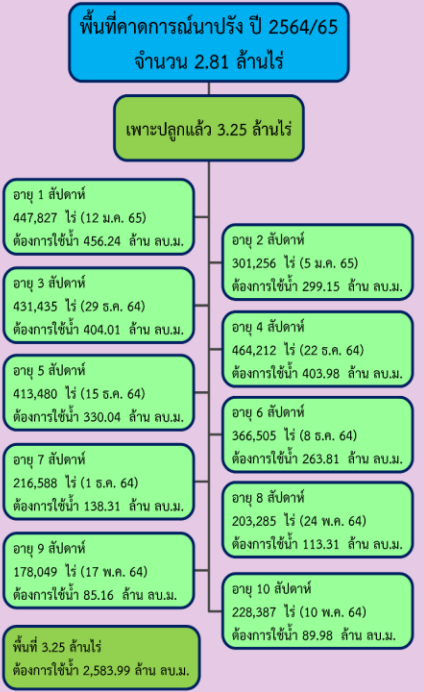 พื้นที่คาดการณ์นาปรัง ปี 2564/65
จำนวน 2.81 ล้านไร่
เพาะปลูกแล้ว 3.25 ล้านไร่
อายุ 1 สัปดาห์
447,827 ไร่ (12 ม.ค. 65)
ต้องการใช้น้ำ 456.24 ล้าน ลบ.ม.
อายุ 2 สัปดาห์
301,256 ไร่ (5 ม.ค. 65)
ต้องการใช้น้ำ 299.15 ล้าน ลบ.ม.
อายุ 3 สัปดาห์
431,435 ไร่ (29 ธ.ค. 64)
ต้องการใช้น้ำ 404.01 ล้าน ลบ.ม.
อายุ 4 สัปดาห์
464,212 ไร่ (22 ธ.ค. 64)
ต้องการใช้น้ำ 403.98 ล้าน ลบ.ม.
อายุ 5 สัปดาห์
413,480 ไร่ (15 ธ.ค. 64)
ต้องการใช้น้ำ 330.04 ล้าน ลบ.ม.
อายุ 6 สัปดาห์
366,505 ไร่ (8 ธ.ค. 64)
ต้องการใช้น้ำ 263.81 ล้าน ลบ.ม.
อายุ 7 สัปดาห์
216,588 ไร่ (1 ธ.ค. 64)
ต้องการใช้น้ำ 138.31 ล้าน ลบ.ม.
อายุ 8 สัปดาห์
203,285 ไร่ (24 พ.ค. 64)
ต้องการใช้น้ำ 113.31 ล้าน ลบ.ม.
อายุ 9 สัปดาห์
178,049 ไร่ (17 พ.ค. 64)
ต้องการใช้น้ำ 85.16 ล้าน ลบ.ม.
อายุ 10 สัปดาห์
228,387 ไร่ (10 พ.ค. 64)
ต้องการใช้น้ำ 89.98 ล้าน ลบ.ม.
พื้นที่ 3.25 ล้านไร่
ต้องการใช้น้ำ 2,583.99 ล้าน ลบ.ม.